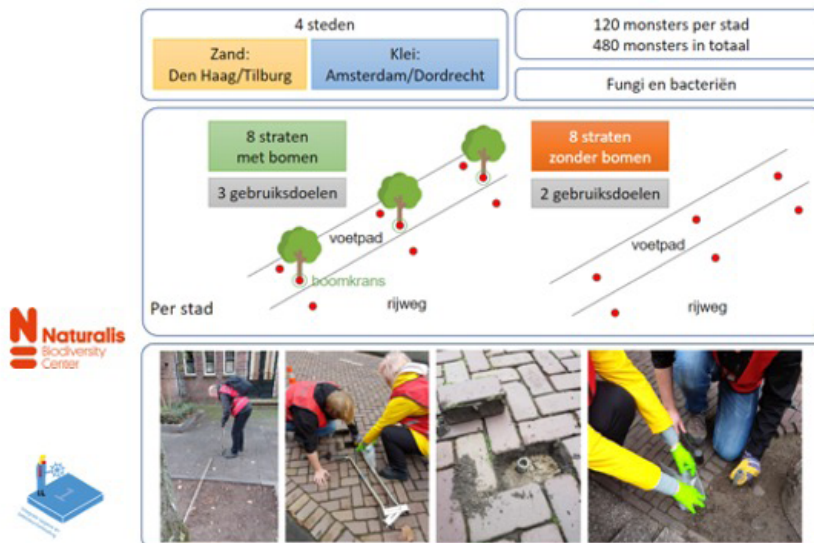 4 steden
Zand:
Den Haag/Tilburg
Klei:
Amsterdam/Dordrecht
120 monsters per stad
480 monsters in totaal
Fungi en bacteriën
8 straten
met bomen
3 gebruiksdoelen
voetpad
boomkrans
rijweg
8 straten
zonder bomen
2 gebruiksdoelen
voetpad
rijweg
Per stad
N
Naturalis
Biodiversity
Center
1